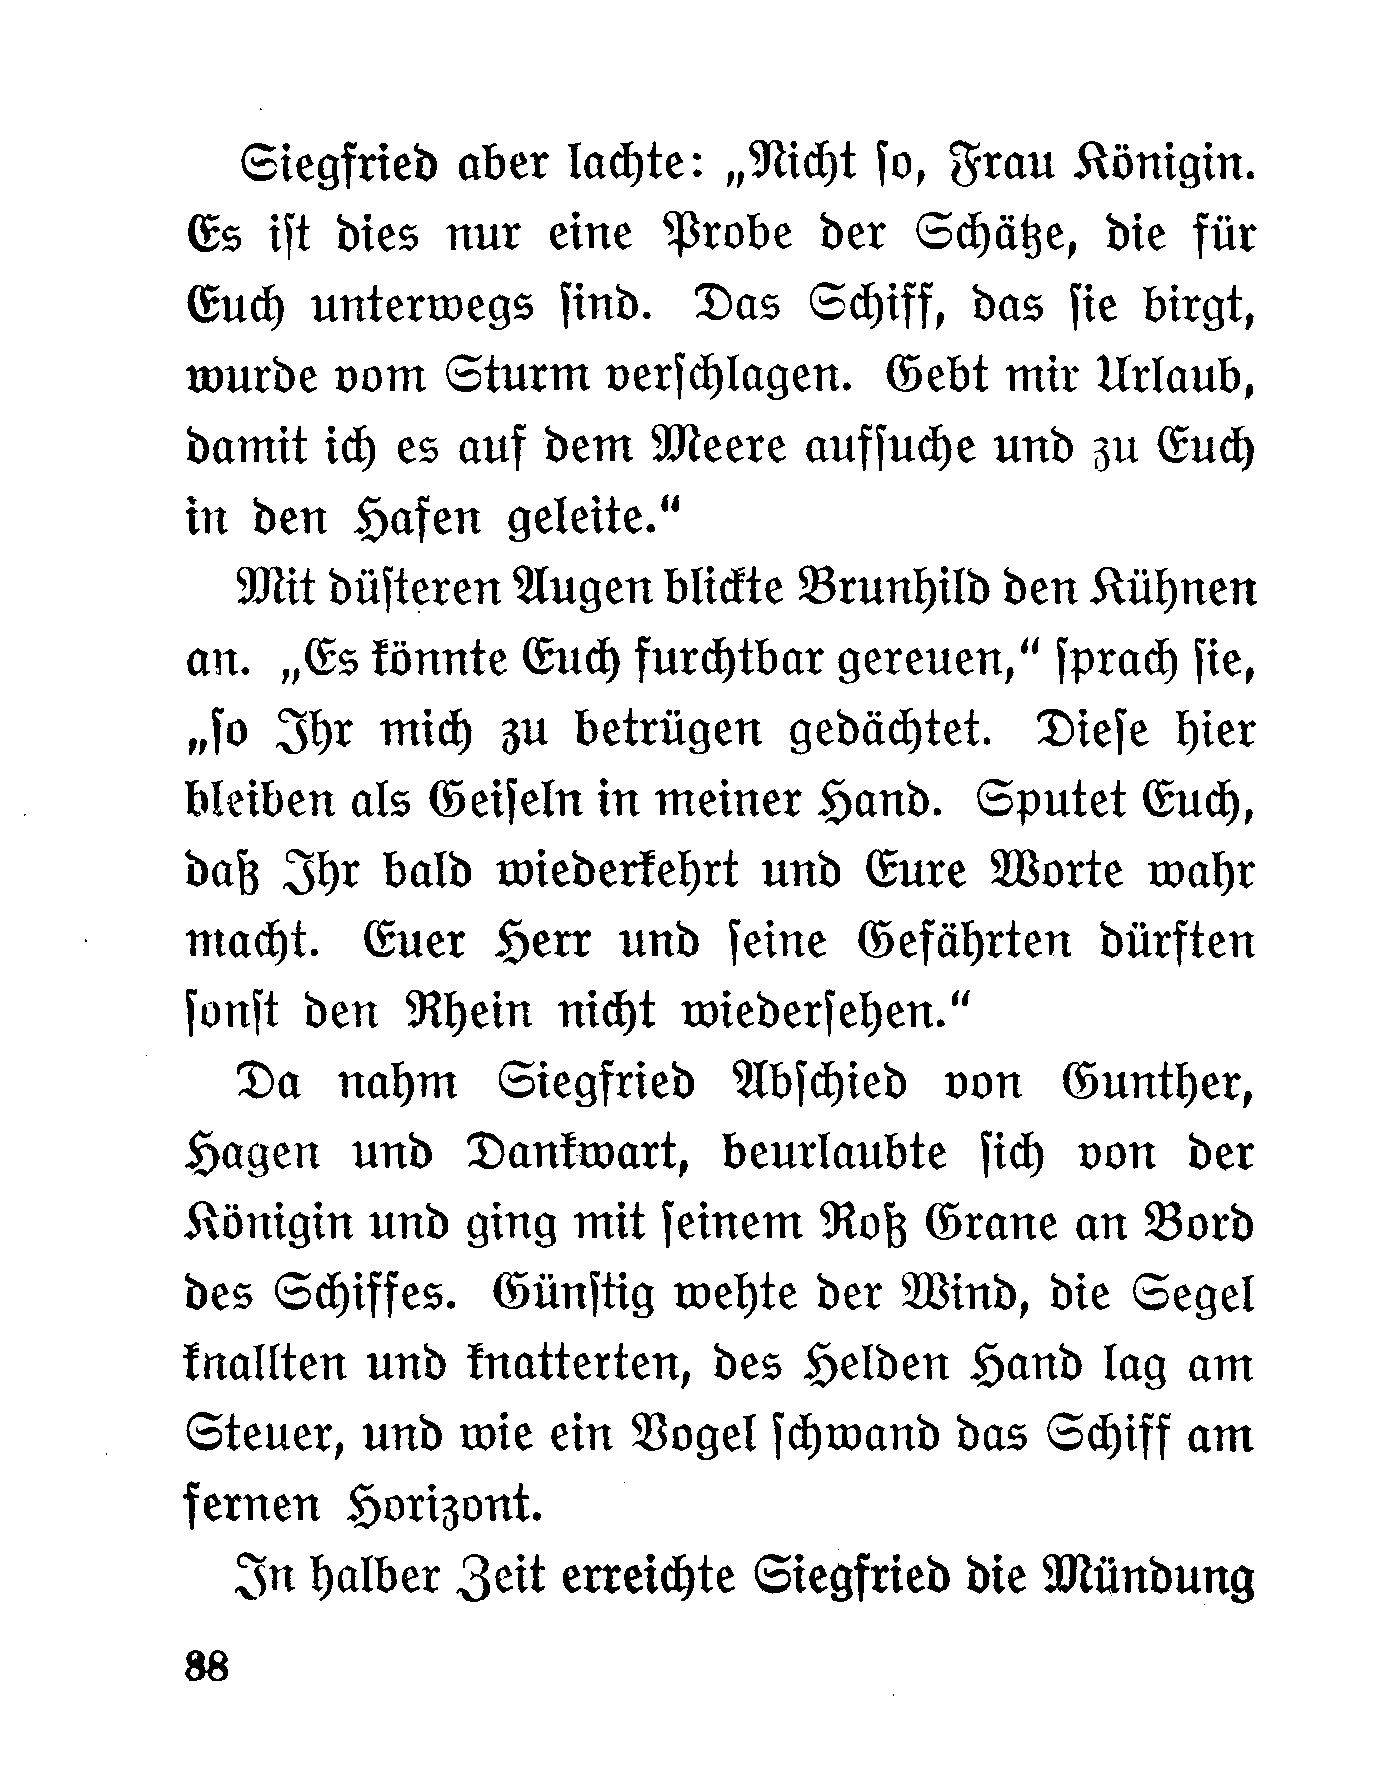 Siegfried aber lachte: „Nicht ſo, Frau Königin.
Es iſt dies nur eine Probe der Schätze, die für
Euch unterwegs ſind. Das Schiff, das ſie birgt,
wurde vom Sturm verſchlagen. Gebt mir Urlaub,
damit ich es auf dem Meere aufſuche und zu Euch
in den Hafen geleite.“
Mit düſteren Augen blickte Brunhild den Kühnen
an. „Es könnte Euch furchtbar gereuen,“ ſprach ſie,
„ſo Ihr mich zu betrügen gedächtet. Dieſe hier
bleiben als Geiſeln in meiner Hand. Sputet Euch,
daß Ihr bald wiederkehrt und Eure Worte wahr
macht. Euer Herr und ſeine Gefährten dürften
ſonſt den Rhein nicht wiederſehen.“
Da nahm Siegfried Abſchied von Gunther,
Hagen und Dankwart, beurlaubte ſich von der
Königin und ging mit ſeinem Roß Grane an Bord
des Schiffes. Günſtig wehte der Wind, die Segel
knallten und knatterten, des Helden Hand lag am
Steuer, und wie ein Vogel ſchwand das Schiff am
fernen Horizont.
In halber Zeit erreichte Siegfried die Mündung
88